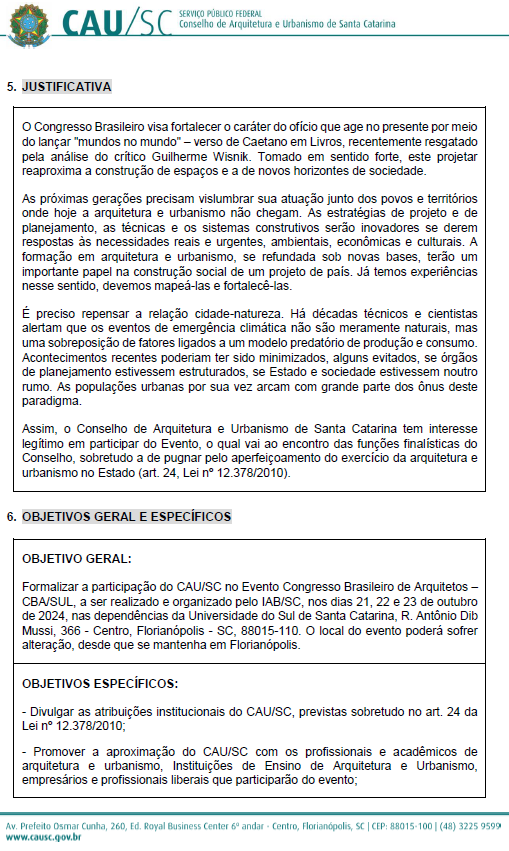 CAU/SC
SERVIÇO PÚBLICO FEDERAL
Conselho de Arquitetura e Urbanismo de Santa Catarina
5. JUSTIFICATIVA
O Congresso Brasileiro visa fortalecer o caráter do ofício que age no presente por meio
do lançar "mundos no mundo" – verso de Caetano em Livros, recentemente resgatado
pela análise do crítico Guilherme Wisnik. Tomado em sentido forte, este projetar
reaproxima a construção de espaços e a de novos horizontes de sociedade.
As próximas gerações precisam vislumbrar sua atuação junto dos povos e territórios
onde hoje a arquitetura e urbanismo não chegam. As estratégias de projeto e de
planejamento, as técnicas e os sistemas construtivos serão inovadores se derem
respostas às necessidades reais e urgentes, ambientais, econômicas e culturais. A
formação em arquitetura e urbanismo, se refundada sob novas bases, terão um
importante papel na construção social de um projeto de país. Já temos experiências
nesse sentido, devemos mapeá-las e fortalecê-las.
É preciso repensar a relação cidade-natureza. Há décadas técnicos e cientistas
alertam que os eventos de emergência climática não são meramente naturais, mas
uma sobreposição de fatores ligados a um modelo predatório de produção e consumo.
Acontecimentos recentes poderiam ter sido minimizados, alguns evitados, se órgãos
de planejamento estivessem estruturados, se Estado e sociedade estivessem noutro
rumo. As populações urbanas por sua vez arcam com grande parte dos ônus deste
paradigma.
Assim, o Conselho de Arquitetura e Urbanismo de Santa Catarina tem interesse
legítimo em participar do Evento, o qual vai ao encontro das funções finalísticas do
Conselho, sobretudo a de pugnar pelo aperfeiçoamento do exercício da arquitetura e
urbanismo no Estado (art. 24, Lei nº 12.378/2010).
6. OBJETIVOS GERAL E ESPECÍFICOS
OBJETIVO GERAL:
Formalizar a participação do CAU/SC no Evento Congresso Brasileiro de Arquitetos –
CBA/SUL, a ser realizado e organizado pelo IAB/SC, nos dias 21, 22 e 23 de outubro
de 2024, nas dependências da Universidade do Sul de Santa Catarina, R. Antônio Dib
Mussi, 366 - Centro, Florianópolis - SC, 88015-110. O local do evento poderá sofrer
alteração, desde que se mantenha em Florianópolis.
OBJETIVOS ESPECÍFICOS:
- Divulgar as atribuições institucionais do CAU/SC, previstas sobretudo no art. 24 da
Lei nº 12.378/2010;
- Promover a aproximação do CAU/SC com os profissionais e acadêmicos de
arquitetura e urbanismo, Instituições de Ensino de Arquitetura e Urbanismo,
empresários e profissionais liberais que participarão do evento;
Av. Prefeito Osmar Cunha, 260, Ed. Royal Business Center 6º andar - Centro, Florianópolis, SC | CEP: 88015-100 | (48) 3225 9599
www.causc.gov.br